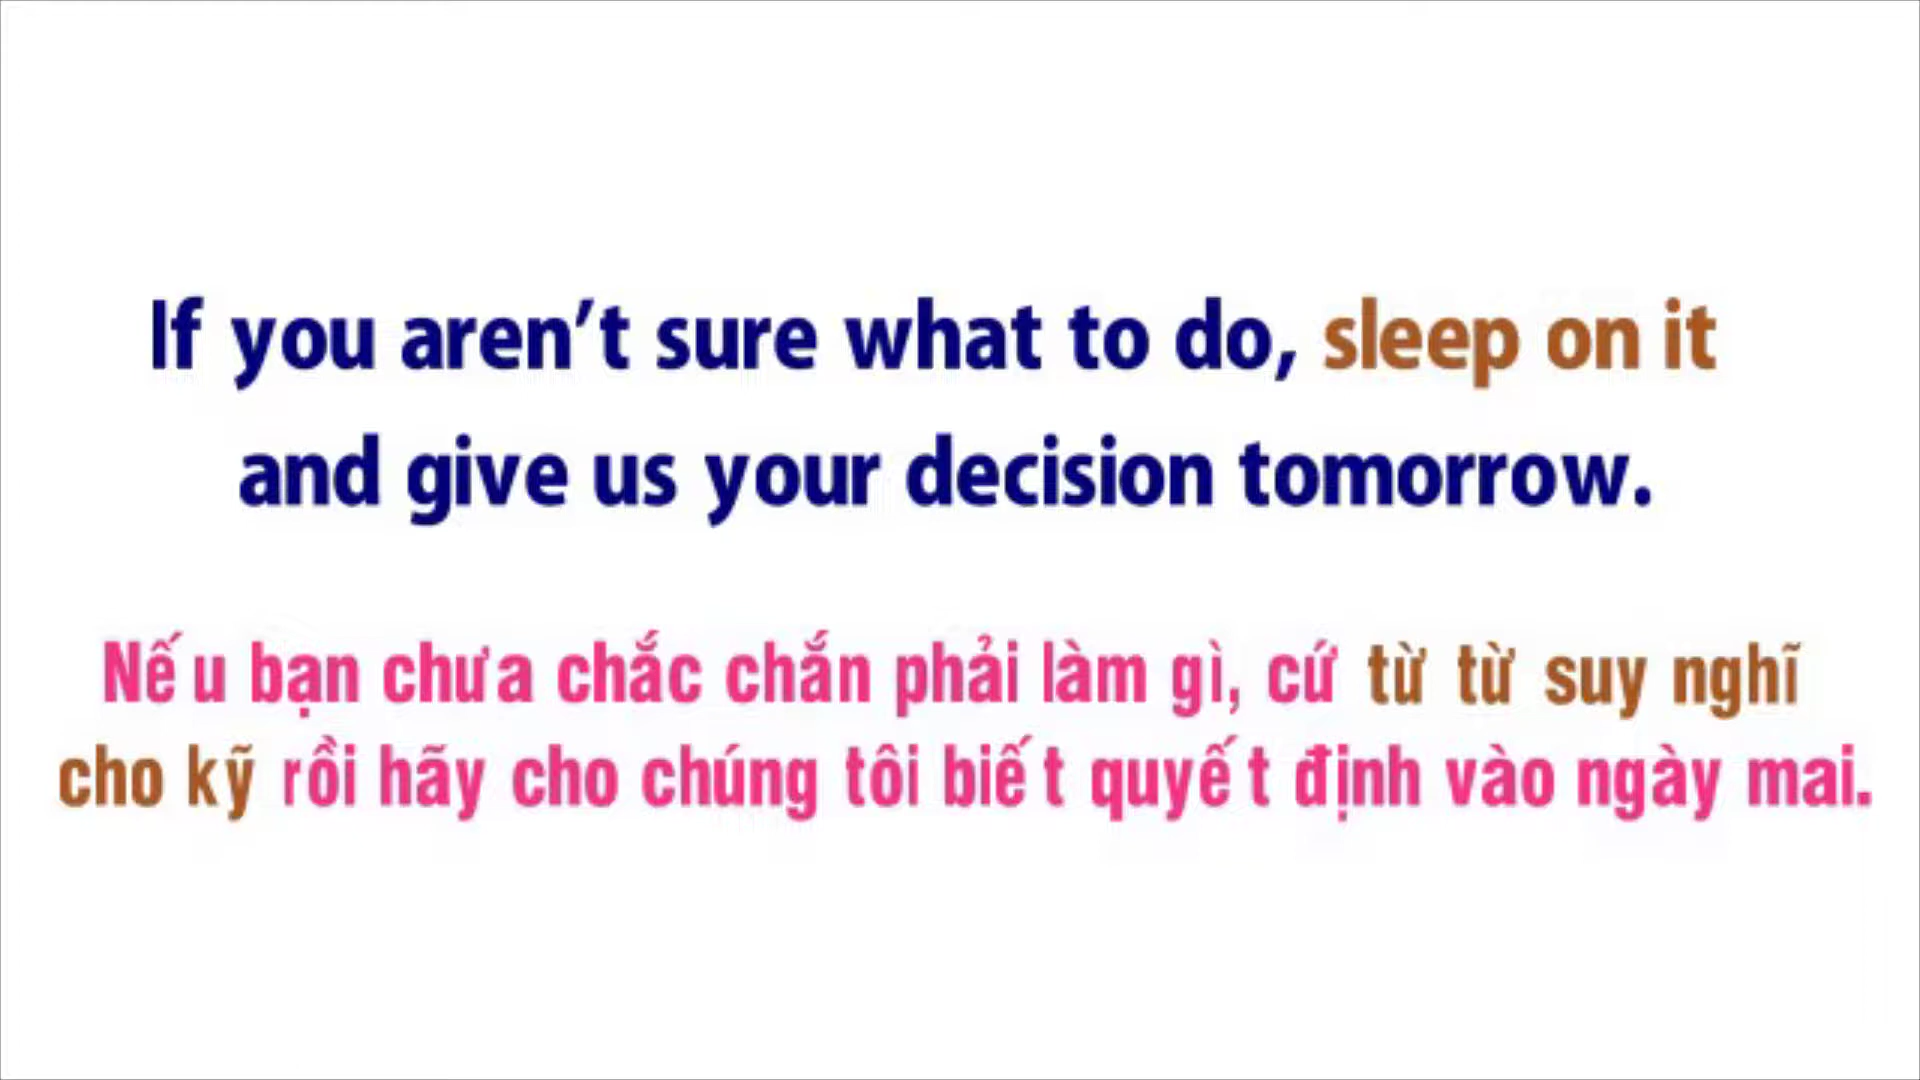 If you aren’t sure what to do, sleep on it
and give us your decision tomorrow.
Nếu bạn chưa chắc chắn phải làm gì, cứ từ từ suy nghĩ
cho kỹ rồi hãy cho chúng tôi biết quyết định vào ngày mai.